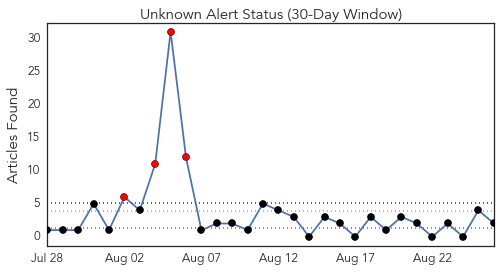 Unknown Alert Status (30-Day Window)
Articles Found
30
25
20
15
10
5
0
Jul 28 Aug 02 Aug 07 Aug 12 Aug 17 Aug 22